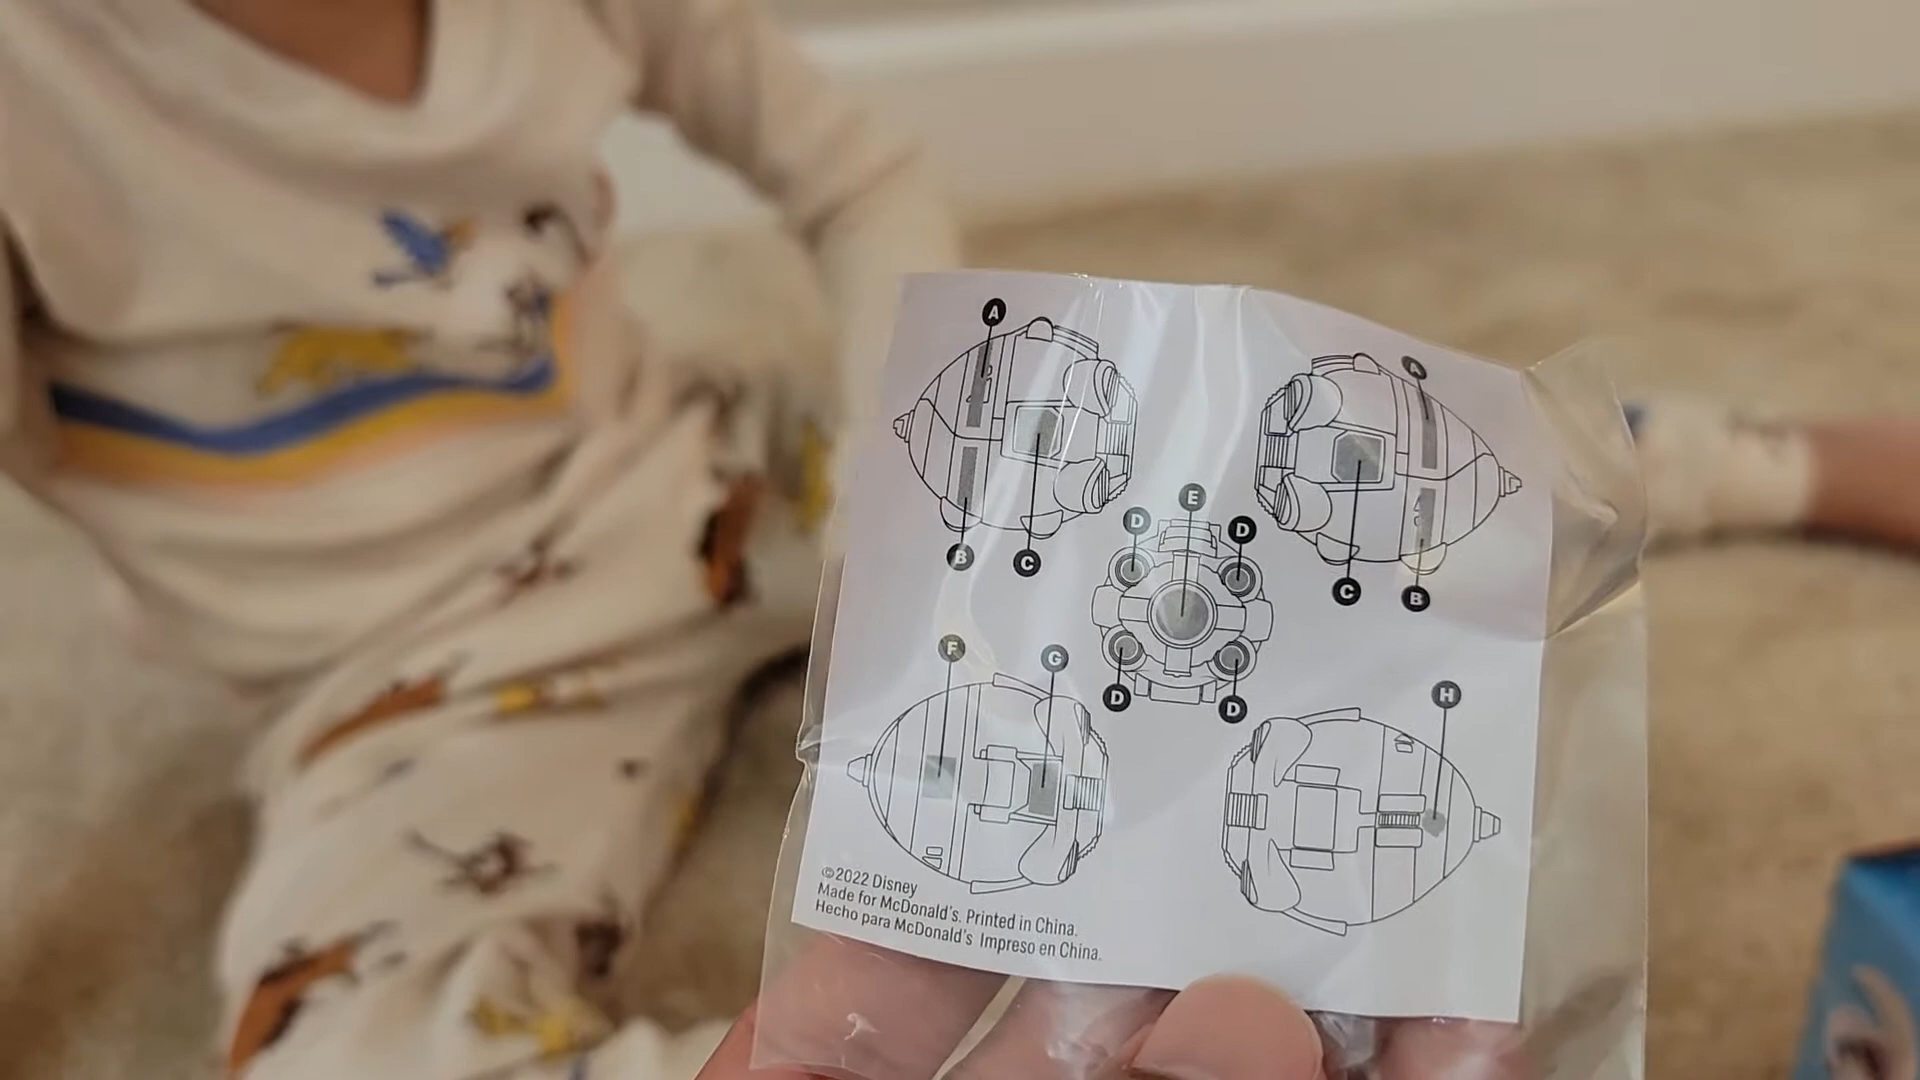 A
A
E
D
D
B
C
C
B
F
G
D
D
H
©2022 Disney
Made for McDonald's. Printed in China.
Hecho para McDonald's Impreso en China.